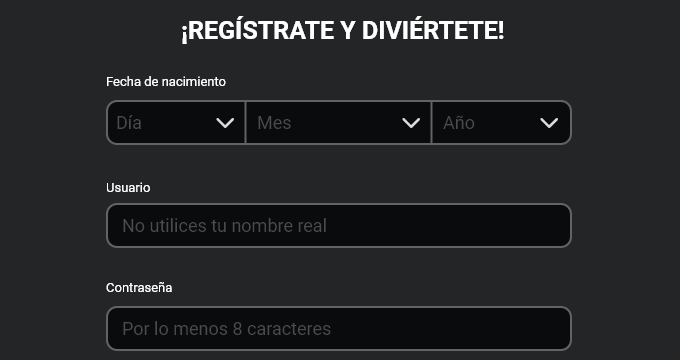 ¡REGÍSTRATE Y DIVIÉRTETE!
Fecha de nacimiento
Día Mes Año
Usuario
No utilices tu nombre real
Contraseña
Por lo menos 8 caracteres